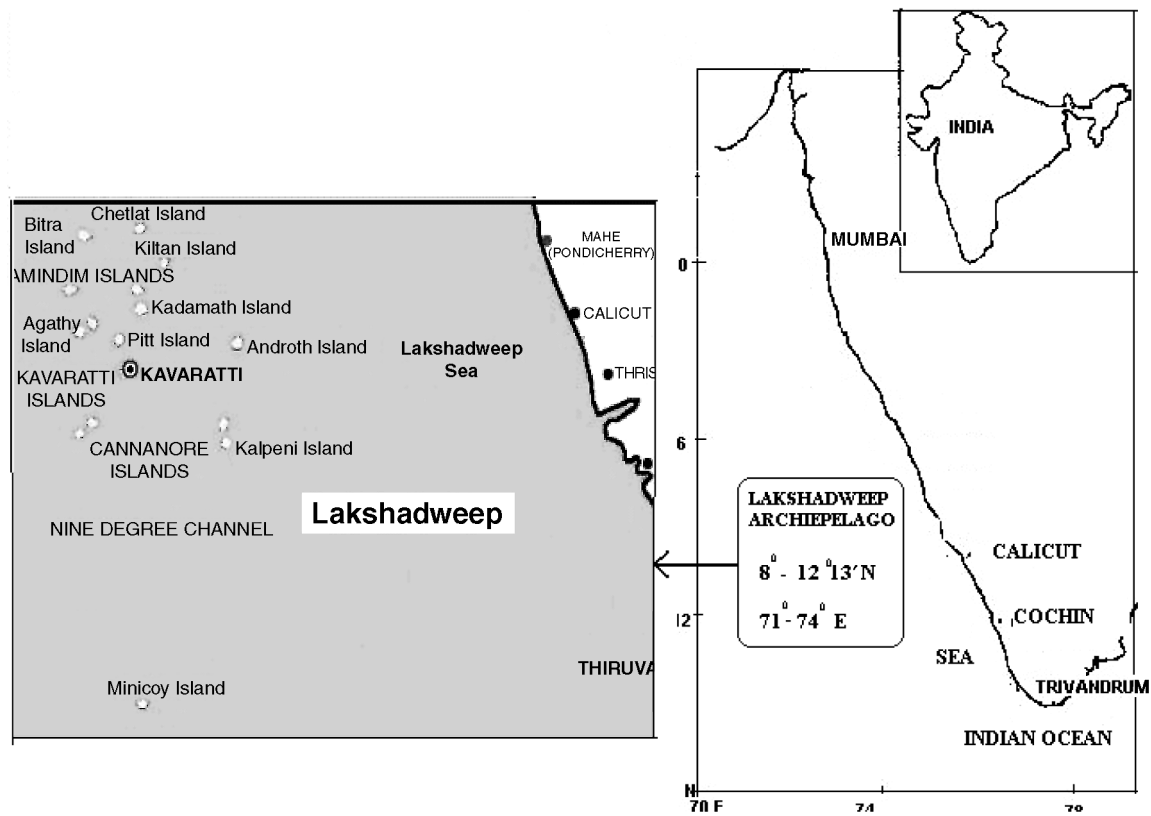 Chetlat Island
Bitra
Island
Kiltan Island
AMINDIM ISLANDS
Kadamath Island
Agathy
Island
Pitt Island
Androth Island
KAVARATTI
KAVARATTI
ISLANDS
CANNANORE
ISLANDS
Kalpeni Island
Lakshadweep
Sea
MAHE
(PONDICHERRY)
CALICUT
THRIS
Lakshadweep
NINE DEGREE CHANNEL
THIRUVA
Minicoy Island
LAKSHADWEEP
ARCHIEPELAGO
8° - 12°13′N
71° - 74° E
INDIA
MUMBAI
0
6
12
CALICUT
COCHIN
SEA
TRIVANDRUM
INDIAN OCEAN
N
70 E
74
78